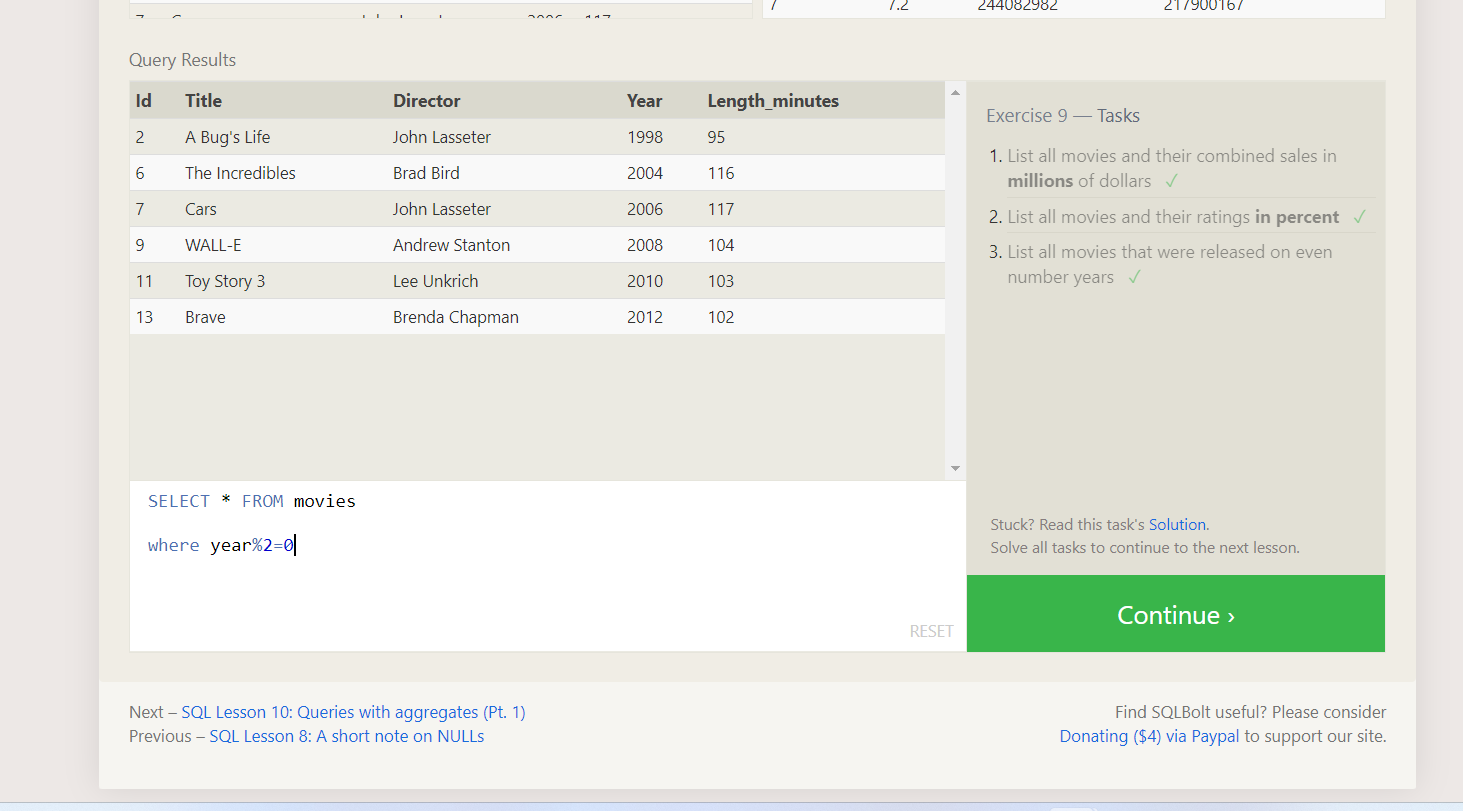 7 7.2 244082982 217900167
Query Results
Id Title Director Year Length_minutes
2 A Bug's Life John Lasseter 1998 95
6 The Incredibles Brad Bird 2004 116
7 Cars John Lasseter 2006 117
9 WALL-E Andrew Stanton 2008 104
11 Toy Story 3 Lee Unkrich 2010 103
13 Brave Brenda Chapman 2012 102
SELECT * FROM movies
where year%2=0
RESET
Exercise 9 — Tasks
1. List all movies and their combined sales in
millions of dollars ✓
2. List all movies and their ratings in percent ✓
3. List all movies that were released on even
number years ✓
Stuck? Read this task's Solution.
Solve all tasks to continue to the next lesson.
Continue ›
Next – SQL Lesson 10: Queries with aggregates (Pt. 1)
Previous – SQL Lesson 8: A short note on NULLs
Find SQLBolt useful? Please consider
Donating ($4) via Paypal to support our site.